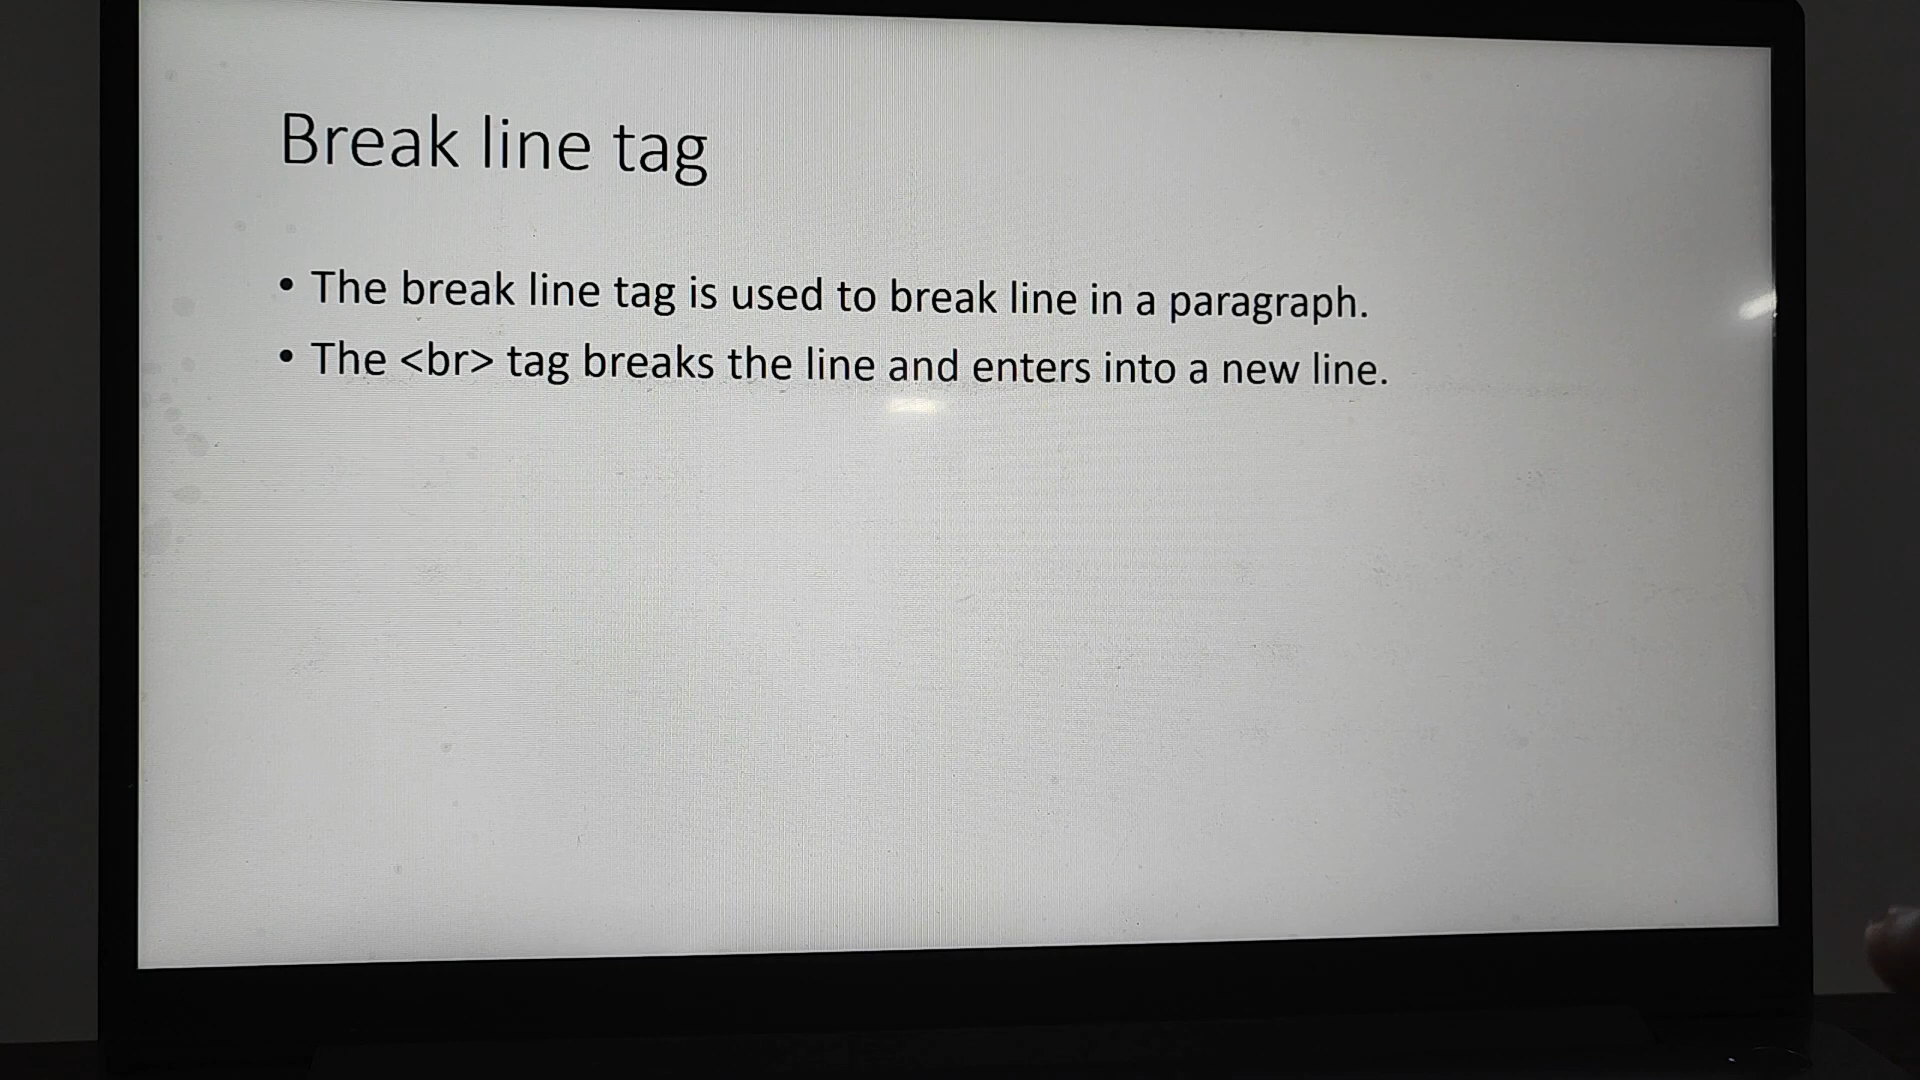 Break line tag
• The break line tag is used to break line in a paragraph.
• The <br> tag breaks the line and enters into a new line.